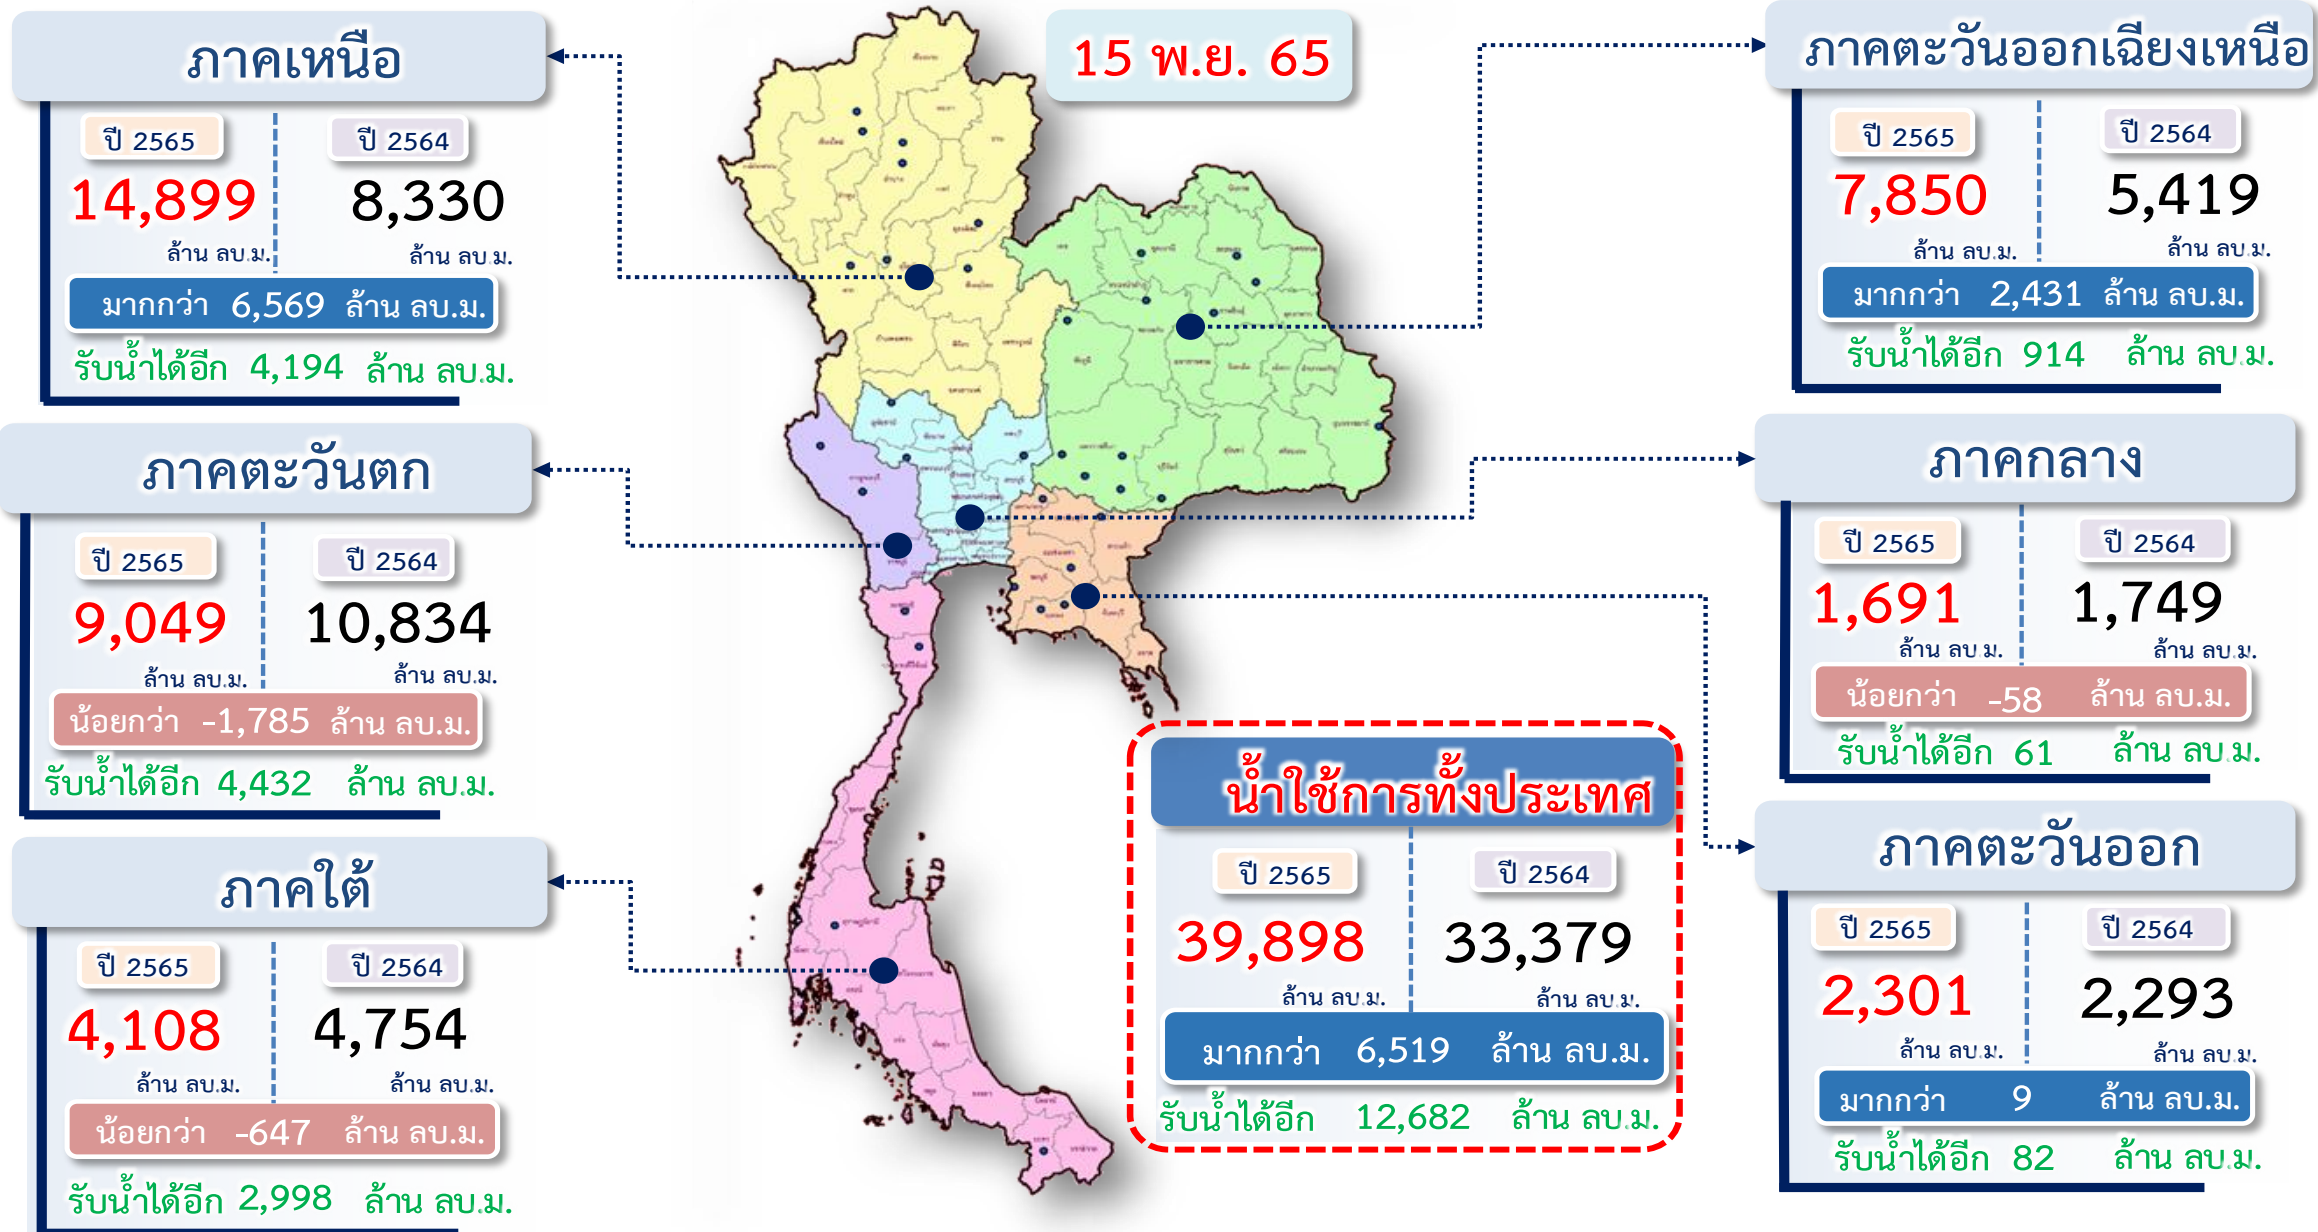 15 พ.ย. 65
ภาคเหนือ
ปี 2565 ปี 2564
14,899 8,330
ล้าน ลบ.ม. ล้าน ลบ.ม.
มากกว่า 6,569 ล้าน ลบ.ม.
รับน้ำได้อีก 4,194 ล้าน ลบ.ม.
ภาคตะวันตก
ปี 2565 ปี 2564
9,049 10,834
ล้าน ลบ.ม. ล้าน ลบ.ม.
น้อยกว่า -1,785 ล้าน ลบ.ม.
รับน้ำได้อีก 4,432 ล้าน ลบ.ม.
ภาคใต้
ปี 2565 ปี 2564
4,108 4,754
ล้าน ลบ.ม. ล้าน ลบ.ม.
น้อยกว่า -647 ล้าน ลบ.ม.
รับน้ำได้อีก 2,998 ล้าน ลบ.ม.
น้ำใช้การทั้งประเทศ
ปี 2565 ปี 2564
39,898 33,379
ล้าน ลบ.ม. ล้าน ลบ.ม.
มากกว่า 6,519 ล้าน ลบ.ม.
รับน้ำได้อีก 12,682 ล้าน ลบ.ม.
ภาคตะวันออกเฉียงเหนือ
ปี 2565 ปี 2564
7,850 5,419
ล้าน ลบ.ม. ล้าน ลบ.ม.
มากกว่า 2,431 ล้าน ลบ.ม.
รับน้ำได้อีก 914 ล้าน ลบ.ม.
ภาคกลาง
ปี 2565 ปี 2564
1,691 1,749
ล้าน ลบ.ม. ล้าน ลบ.ม.
น้อยกว่า -58 ล้าน ลบ.ม.
รับน้ำได้อีก 61 ล้าน ลบ.ม.
ภาคตะวันออก
ปี 2565 ปี 2564
2,301 2,293
ล้าน ลบ.ม. ล้าน ลบ.ม.
มากกว่า 9 ล้าน ลบ.ม.
รับน้ำได้อีก 82 ล้าน ลบ.ม.